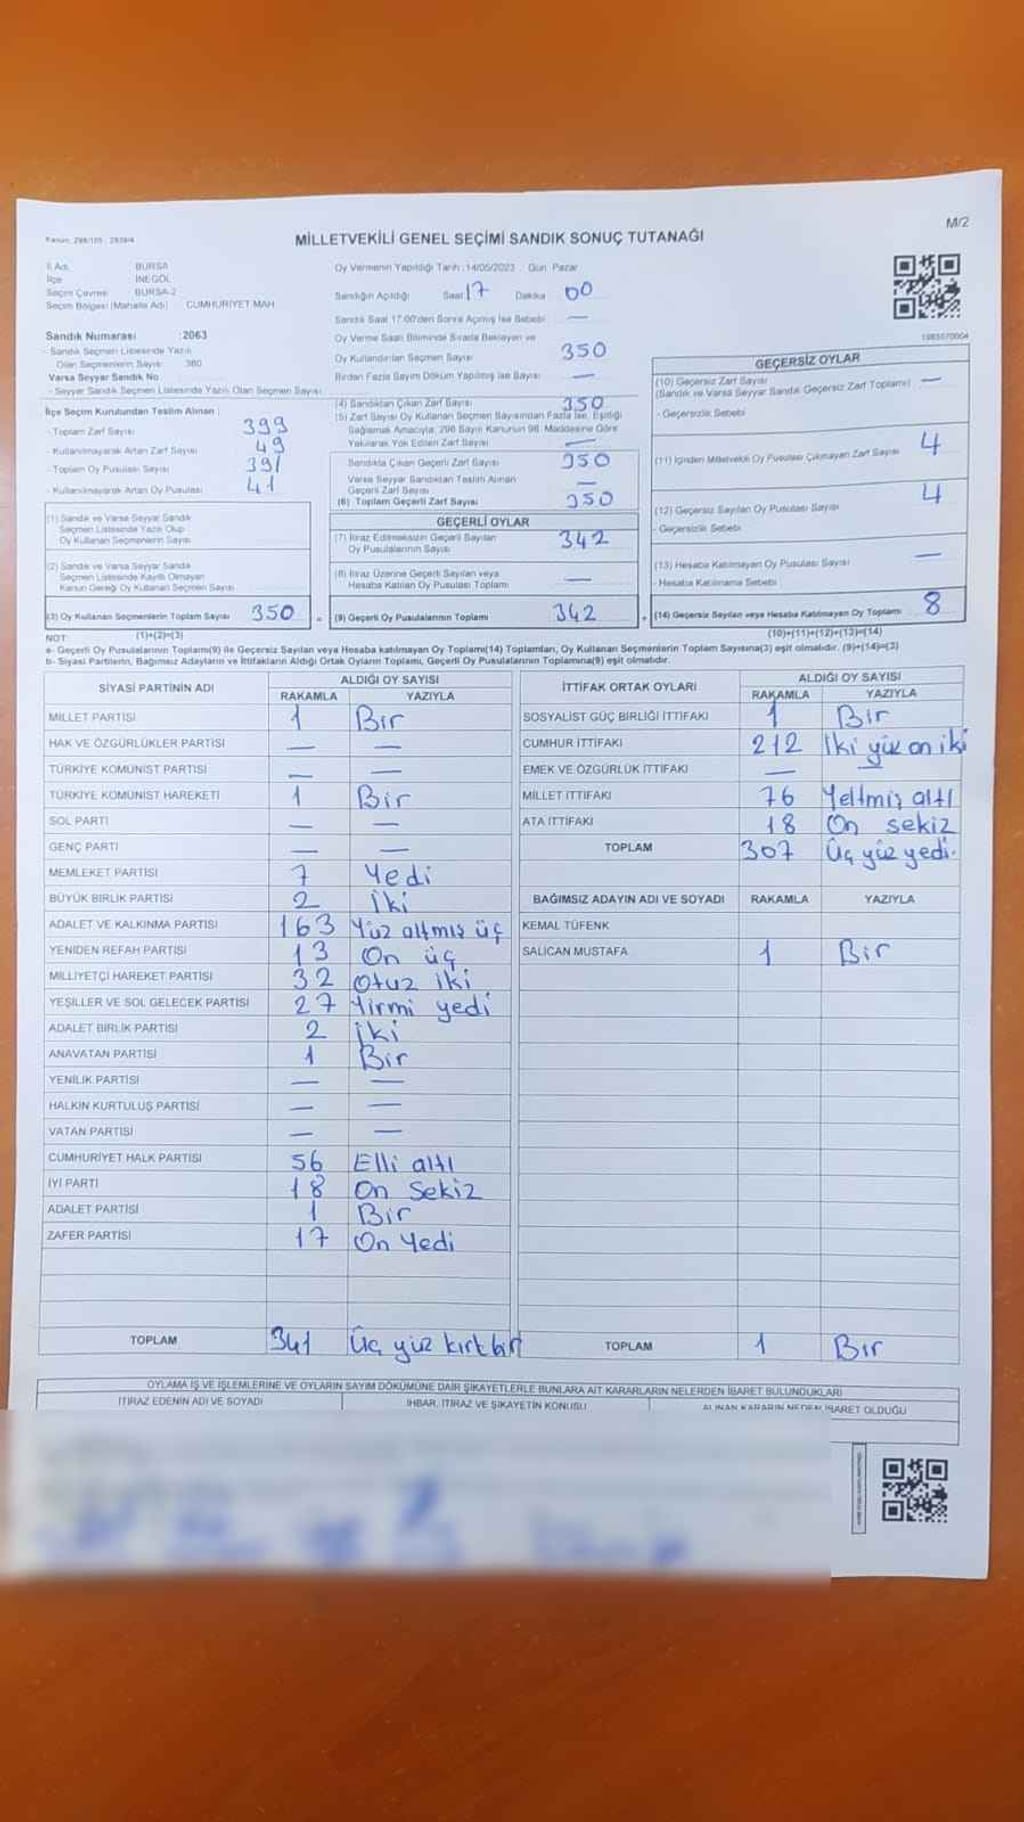 M/2
Kanun: 298/105 - 2839/4
MİLLETVEKİLİ GENEL SEÇİMİ SANDIK SONUÇ TUTANAĞI
İl Adı BURSA
İlçe İNEGÖL
Seçim Çevresi BURSA-2
Seçim Bölgesi (Mahalle Adı) CUMHURİYET MAH
Sandık Numarası :2063
- Sandık Seçmen Listesinde Yazılı
Olan Seçmenlerin Sayısı 380
Varsa Seyyar Sandık No
- Seyyar Sandık Seçmen Listesinde Yazılı Olan Seçmen Sayısı
İlçe Seçim Kurulundan Teslim Alınan :
- Toplam Zarf Sayısı 399
- Kullanılmayarak Artan Zarf Sayısı 49
- Toplam Oy Pusulası Sayısı 391
- Kullanılmayarak Artan Oy Pusulası 41
(1) Sandık ve Varsa Seyyar Sandık
Seçmen Listesinde Yazılı Olup
Oy Kullanan Seçmenlerin Sayısı
(2) Sandık ve Varsa Seyyar Sandık
Seçmen Listesinde Kayıtlı Olmayan
Kanun Gereği Oy Kullanan Seçmen Sayısı
(3) Oy Kullanan Seçmenlerin Toplam Sayısı 350
Oy Vermenin Yapıldığı Tarih :14/05/2023 Gün Pazar
Sandığın Açıldığı Saat 17 Dakika 00
Sandık Saat 17:00'den Sonra Açılmış İse Sebebi —
Oy Verme Saati Bitiminde Sırada Bekleyen ve
Oy Kullandırılan Seçmen Sayısı 350
Birden Fazla Sayım Döküm Yapılmış İse Sayısı —
(4) Sandıktan Çıkan Zarf Sayısı 350
(5) Zarf Sayısı Oy Kullanan Seçmen Sayısından Fazla İse, Eşitliği
Sağlamak Amacıyla, 298 Sayılı Kanunun 98. Maddesine Göre
Yakılarak Yok Edilen Zarf Sayısı —
Sandıkta Çıkan Geçerli Zarf Sayısı 350
Varsa Seyyar Sandıktan Teslim Alınan —
Geçerli Zarf Sayısı
(6) Toplam Geçerli Zarf Sayısı 350
GEÇERLİ OYLAR
(7) İtiraz Edilmeksizin Geçerli Sayılan
Oy Pusulalarının Sayısı 342
(8) İtiraz Üzerine Geçerli Sayılan veya
Hesaba Katılan Oy Pusulası Toplamı —
(9) Geçerli Oy Pusulalarının Toplamı 342
GEÇERSİZ OYLAR
(10) Geçersiz Zarf Sayısı —
(Sandık ve Varsa Seyyar Sandık Geçersiz Zarf Toplamı)
- Geçersizlik Sebebi
(11) İçinden Milletvekili Oy Pusulası Çıkmayan Zarf Sayısı 4
(12) Geçersiz Sayılan Oy Pusulası Sayısı 4
- Geçersizlik Sebebi
(13) Hesaba Katılmayan Oy Pusulası Sayısı —
- Hesaba Katılmama Sebebi
(14) Geçersiz Sayılan veya Hesaba Katılmayan Oy Toplamı 8
NOT: (1)+(2)=(3) (10)+(11)+(12)+(13)=(14)
a- Geçerli Oy Pusulalarının Toplamı(9) ile Geçersiz Sayılan veya Hesaba katılmayan Oy Toplamı(14) Toplamları, Oy Kullanan Seçmenlerin Toplam Sayısına(3) eşit olmalıdır. (9)+(14)=(3)
b- Siyasi Partilerin, Bağımsız Adayların ve İttifakların Aldığı Ortak Oyların Toplamı, Geçerli Oy Pusulalarının Toplamına(9) eşit olmalıdır.
SİYASİ PARTİNİN ADI ALDIĞI OY SAYISI
RAKAMLA YAZIYLA
MİLLET PARTİSİ 1 Bir
HAK VE ÖZGÜRLÜKLER PARTİSİ — —
TÜRKİYE KOMÜNİST PARTİSİ — —
TÜRKİYE KOMÜNİST HAREKETİ 1 Bir
SOL PARTİ — —
GENÇ PARTİ — —
MEMLEKET PARTİSİ 7 Yedi
BÜYÜK BİRLİK PARTİSİ 2 İki
ADALET VE KALKINMA PARTİSİ 163 Yüz altmış üç
YENİDEN REFAH PARTİSİ 13 On üç
MİLLİYETÇİ HAREKET PARTİSİ 32 Otuz iki
YEŞİLLER VE SOL GELECEK PARTİSİ 27 Yirmi yedi
ADALET BİRLİK PARTİSİ 2 İki
ANAVATAN PARTİSİ 1 Bir
YENİLİK PARTİSİ — —
HALKIN KURTULUŞ PARTİSİ — —
VATAN PARTİSİ — —
CUMHURİYET HALK PARTİSİ 56 Elli altı
İYİ PARTİ 18 On Sekiz
ADALET PARTİSİ 1 Bir
ZAFER PARTİSİ 17 On Yedi
TOPLAM 341 Üç yüz kırk bir
İTTİFAK ORTAK OYLARI ALDIĞI OY SAYISI
RAKAMLA YAZIYLA
SOSYALİST GÜÇ BİRLİĞİ İTTİFAKI 1 Bir
CUMHUR İTTİFAKI 212 İki yüz on iki
EMEK VE ÖZGÜRLÜK İTTİFAKI — —
MİLLET İTTİFAKI 76 Yetmiş altı
ATA İTTİFAKI 18 On sekiz
TOPLAM 307 Üç yüz yedi.
BAĞIMSIZ ADAYIN ADI VE SOYADI RAKAMLA YAZIYLA
KEMAL TÜFENK
SALİCAN MUSTAFA 1 Bir
TOPLAM 1 Bir
OYLAMA İŞ VE İŞLEMLERİNE VE OYLARIN SAYIM DÖKÜMÜNE DAİR ŞİKAYETLERLE BUNLARA AİT KARARLARIN NELERDEN İBARET BULUNDUKLARI
İTİRAZ EDENİN ADI VE SOYADI İHBAR, İTİRAZ VE ŞİKAYETİN KONUSU ALINAN KARARIN NEDEN İBARET OLDUĞU